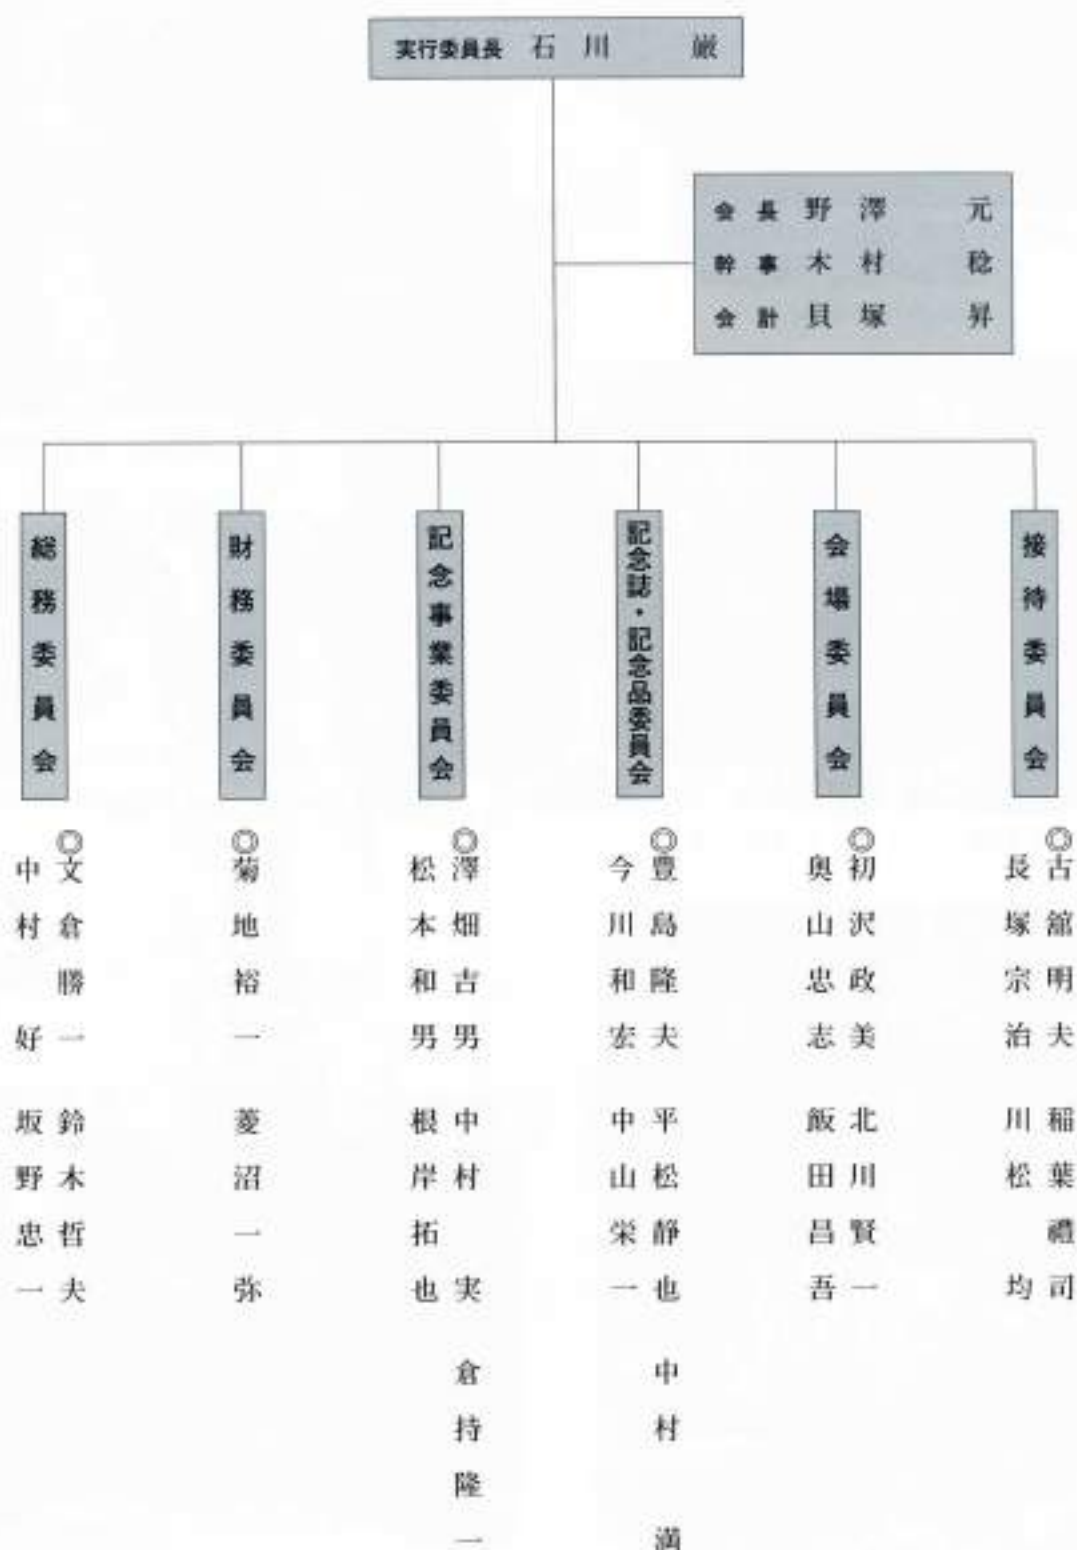 実行委員長 石川 巌
会長 野澤 元
幹事 木村 稔
会計 貝塚 昇
総務委員会
◎文倉勝一 鈴木哲夫
中村 好 坂野忠一
財務委員会
◎菊地裕一 菱沼一弥
記念事業委員会
◎澤畑吉男 中村 実 倉持隆一
松本和男 根岸拓也
記念誌・記念品委員会
◎豊島隆夫 平松静也 中村 満
今川和宏 中山栄一
会場委員会
◎初沢政美 北川賢一
奥山忠志 飯田昌吾
接待委員会
◎古舘明夫 稲葉禮司
長塚宗治 川松 均